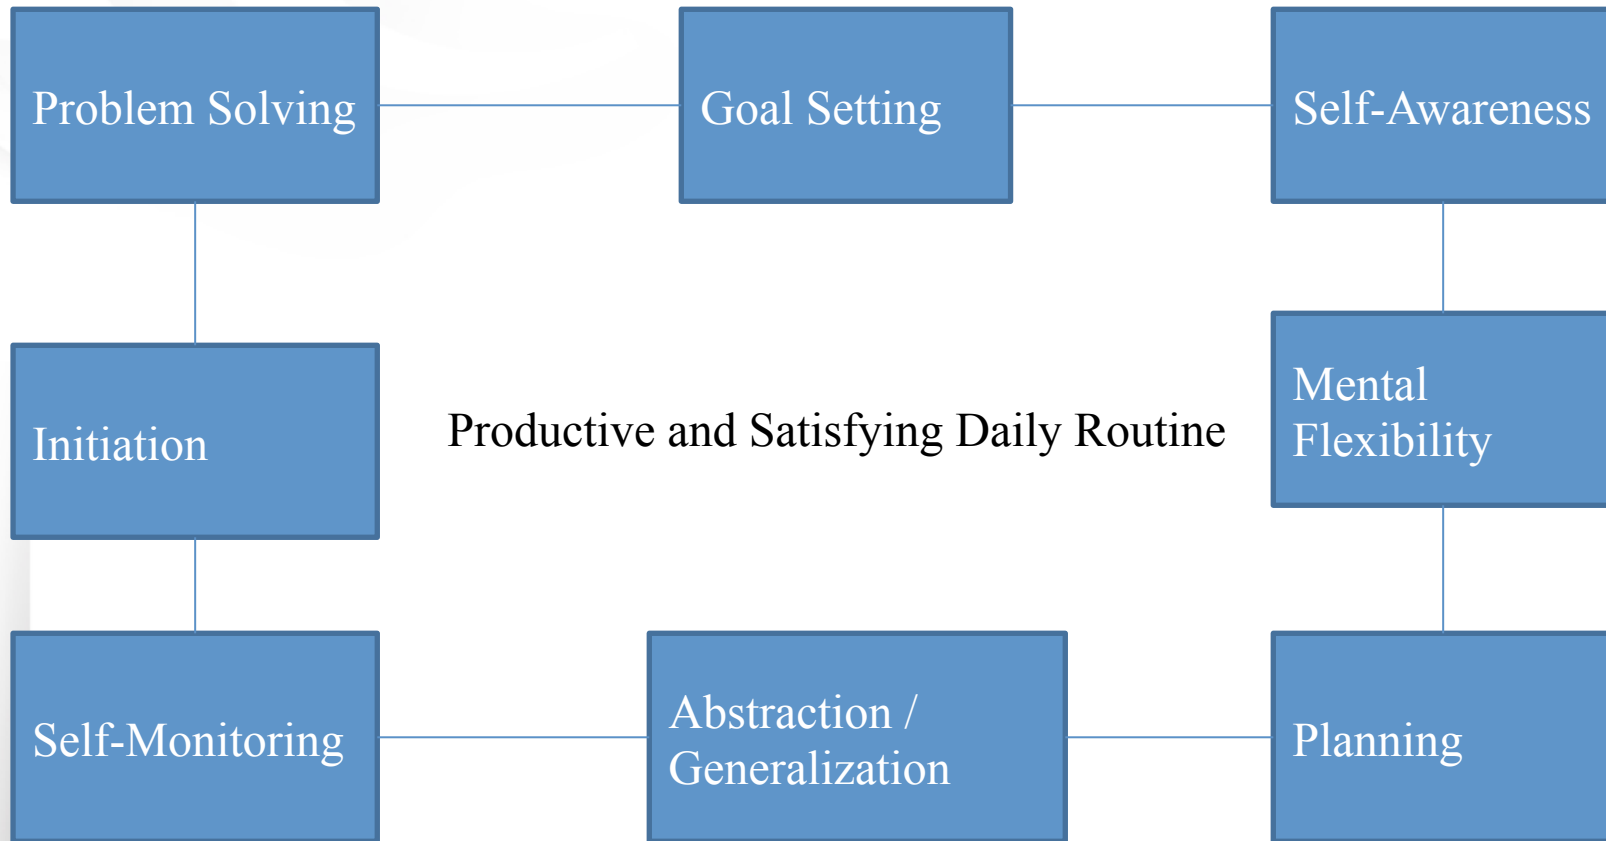 Problem Solving
Goal Setting
Self-Awareness
Initiation
Productive and Satisfying Daily Routine
Mental
Flexibility
Self-Monitoring
Abstraction /
Generalization
Planning